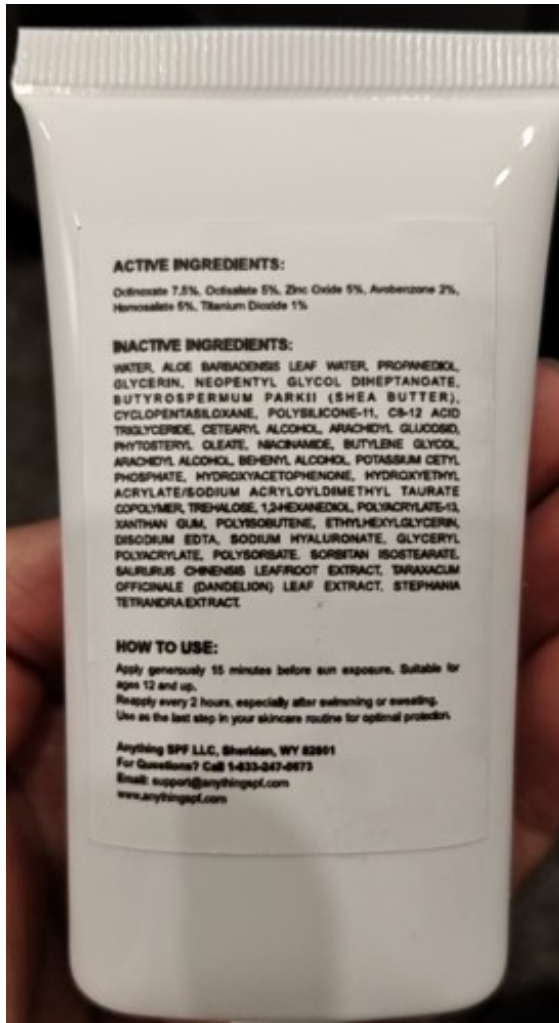 ACTIVE INGREDIENTS:
Octinoxate 7.5%, Octisalate 5%, Zinc Oxide 5%, Avobenzone 2%,
Homosalate 5%, Titanium Dioxide 1%
INACTIVE INGREDIENTS:
WATER, ALOE BARBADENSIS LEAF WATER, PROPANEDIOL,
GLYCERIN, NEOPENTYL GLYCOL DIHEPTANOATE,
BUTYROSPERMUM PARKII (SHEA BUTTER),
CYCLOPENTASILOXANE, POLYSILICONE-11, C8-12 ACID
TRIGLYCERIDE, CETEARYL ALCOHOL, ARACHIDYL GLUCOSID,
PHYTOSTERYL OLEATE, NIACINAMIDE, BUTYLENE GLYCOL,
ARACHIDYL ALCOHOL, BEHENYL ALCOHOL, POTASSIUM CETYL
PHOSPHATE, HYDROXYACETOPHENONE, HYDROXYETHYL
ACRYLATE/SODIUM ACRYLOYLDIMETHYL TAURATE
COPOLYMER, TREHALOSE, 1,2-HEXANEDIOL, POLYACRYLATE-13,
XANTHAN GUM, POLYISOBUTENE, ETHYLHEXYLGLYCERIN,
DISODIUM EDTA, SODIUM HYALURONATE, GLYCERYL
POLYACRYLATE, POLYSORBATE, SORBITAN ISOSTEARATE,
SAURURUS CHINENSIS LEAF/ROOT EXTRACT, TARAXACUM
OFFICINALE (DANDELION) LEAF EXTRACT, STEPHANIA
TETRANDRA EXTRACT.
HOW TO USE:
Apply generously 15 minutes before sun exposure. Suitable for
ages 12 and up.
Reapply every 2 hours, especially after swimming or sweating.
Use as the last step in your skincare routine for optimal protection.
Anything SPF LLC, Sheridan, WY 82801
For Questions? Call 1-833-247-
Email: support@anythingspf.com
www.anythingspf.com